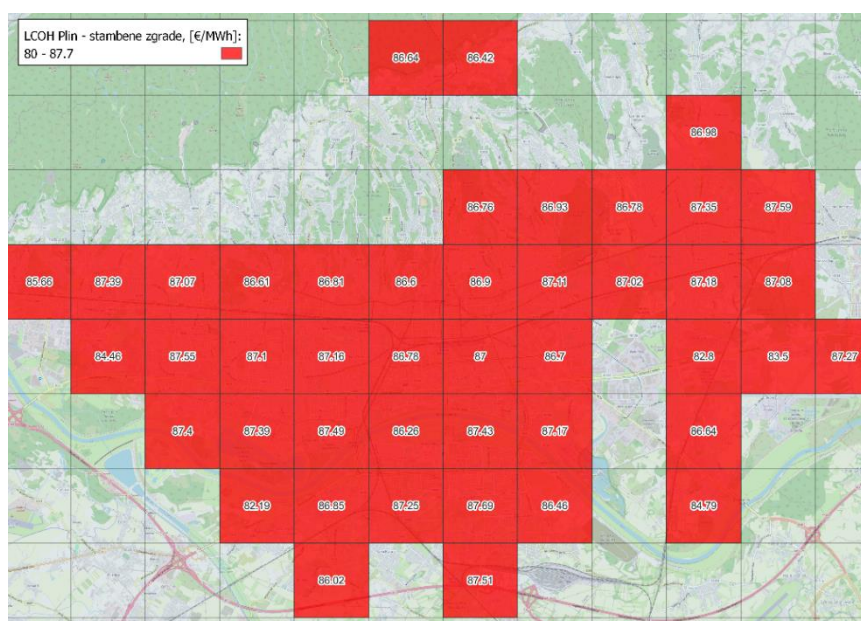 LCOH Plin - stambene zgrade, [€/MWh]:
80 - 87.7
86.64 86.42
86.98
86.76 86.93 86.78 87.35 87.59
85.66 87.39 87.07 86.61 86.81 86.6 86.9 87.11 87.02 87.18 87.08
84.46 87.55 87.1 87.16 86.78 87 86.7 82.8 83.5 87.27
87.4 87.39 87.49 86.26 87.43 87.17 86.64
82.19 86.85 87.25 87.69 86.46 84.79
86.02 87.51